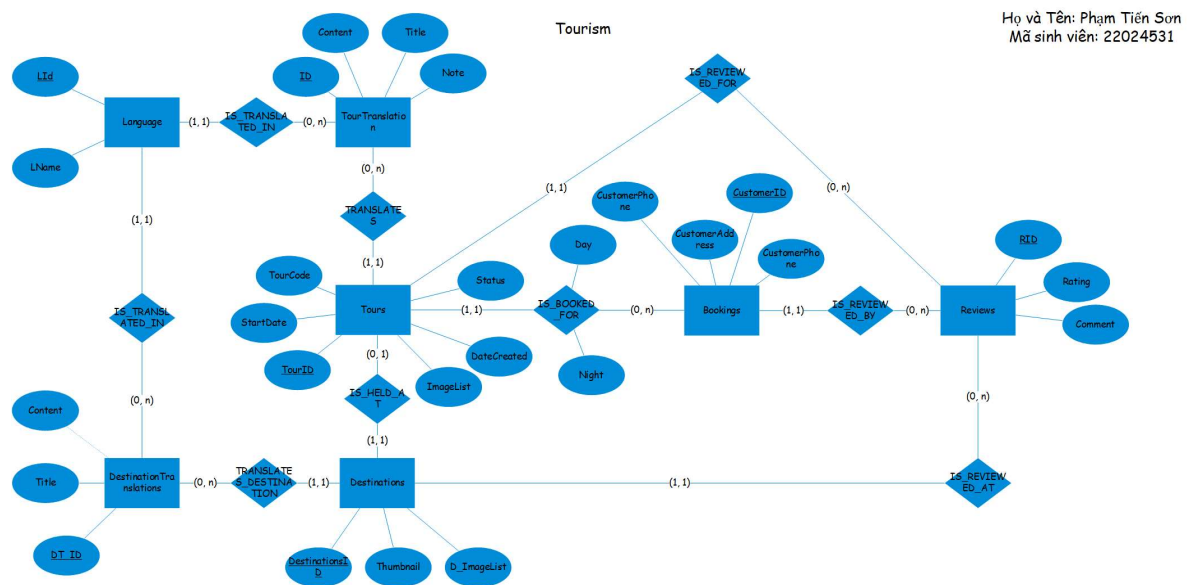 Tourism
Họ và Tên: Phạm Tiến Sơn
Mã sinh viên: 22024531
Content
Title
LId
ID
Note
IS_REVIEW
ED_FOR
Language
(1, 1)
IS_TRANSLA
TED_IN
(0, n)
TourTranslati
on
LName
(0, n)
(1, 1)
(0, n)
(1, 1)
TRANSLATE
S
CustomerPho
ne
CustomerID
CustomerAdd
ress
CustomerPho
ne
Day
RID
(1, 1)
TourCode
Status
Rating
IS_TRANSL
ATED_IN
StartDate
Tours
(1, 1)
IS_BOOKED
_FOR
(0, n)
Bookings
(1, 1)
IS_REVIEW
ED_BY
(0, n)
Reviews
Comment
TourID
(0, 1)
DateCreated
ImageList
Night
IS_HELD_A
T
(0, n)
(0, n)
Content
(1, 1)
Title
DestinationTra
nslations
(0, n)
TRANSLATE
S_DESTINA
TION
(1, 1)
Destinations
(1, 1)
IS_REVIEW
ED_AT
DT_ID
DestinationsI
D
Thumbnail
D_ImageList